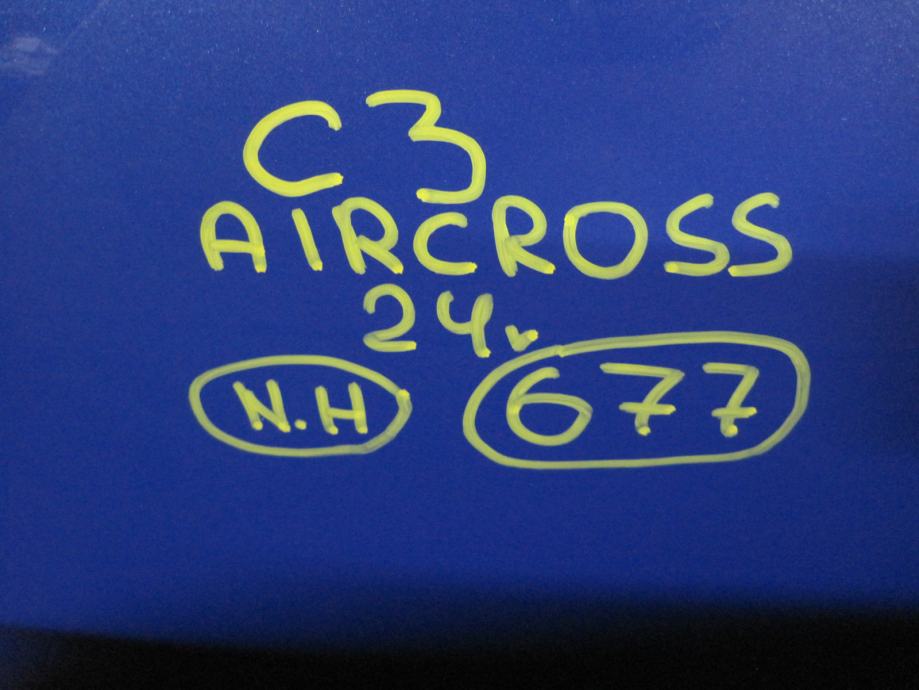 C3
AIRCROSS
24v
N.H 677